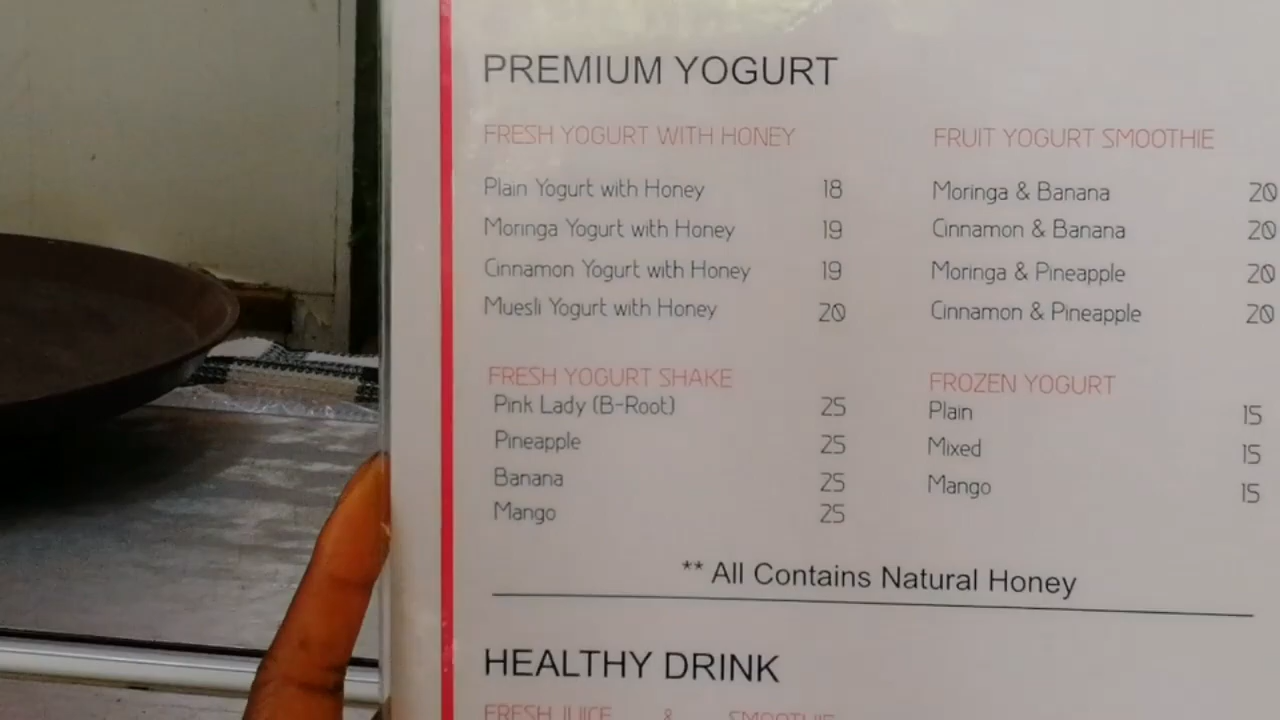 PREMIUM YOGURT
FRESH YOGURT WITH HONEY
Plain Yogurt with Honey 18
Moringa Yogurt with Honey 19
Cinnamon Yogurt with Honey 19
Muesli Yogurt with Honey 20
FRUIT YOGURT SMOOTHIE
Moringa & Banana 20
Cinnamon & Banana 20
Moringa & Pineapple 20
Cinnamon & Pineapple 20
FRESH YOGURT SHAKE
Pink Lady (B-Root) 25
Pineapple 25
Banana 25
Mango 25
FROZEN YOGURT
Plain 15
Mixed 15
Mango 15
** All Contains Natural Honey
HEALTHY DRINK
FRESH JUICE & SMOOTHIE